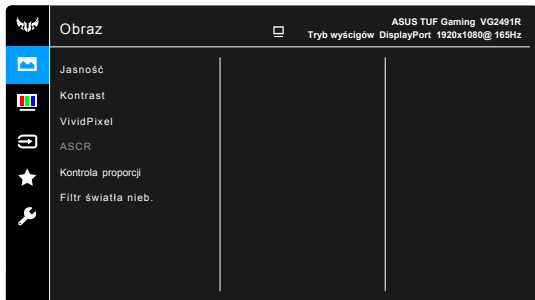 Obraz
ASUS TUF Gaming VG2491R
Tryb wyścigów DisplayPort 1920x1080@ 165Hz
Jasność
Kontrast
VividPixel
ASCR
Kontrola proporcji
Filtr światła nieb.